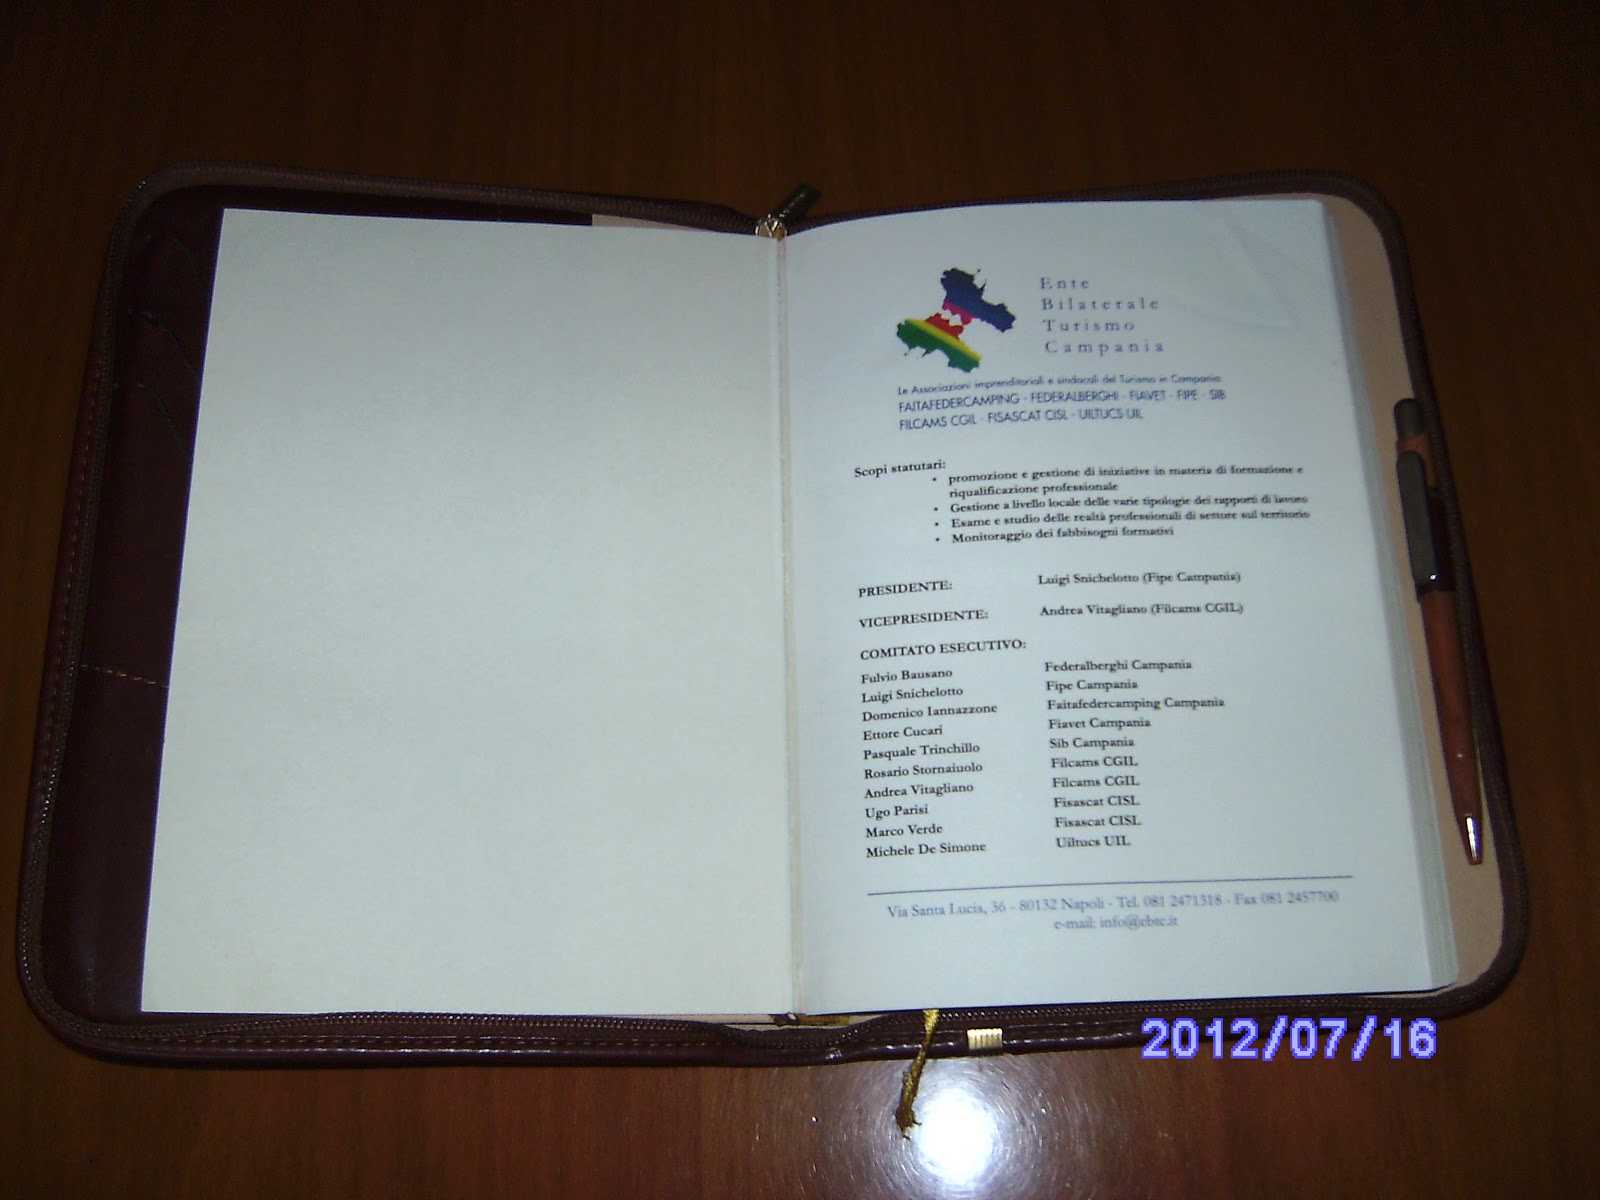 Ente
Bilaterale
Turismo
Campania
Le Associazioni imprenditoriali e sindacali del Turismo in Campania:
FAITAFEDERCAMPING - FEDERALBERGHI - FIAVET - FIPE - SIB
FILCAMS CGIL - FISASCAT CISL - UILTUCS UIL
Scopi statutari:
• promozione e gestione di iniziative in materia di formazione e
riqualificazione professionale
• Gestione a livello locale delle varie tipologie dei rapporti di lavoro
• Esame e studio delle realtà professionali di settore sul territorio
• Monitoraggio dei fabbisogni formativi
PRESIDENTE: Luigi Snichelotto (Fipe Campania)
VICEPRESIDENTE: Andrea Vitagliano (Filcams CGIL)
COMITATO ESECUTIVO:
Fulvio Bausano Federalberghi Campania
Luigi Snichelotto Fipe Campania
Domenico Iannazzone Faitafedercamping Campania
Ettore Cucari Fiavet Campania
Pasquale Trinchillo Sib Campania
Rosario Stornaiuolo Filcams CGIL
Andrea Vitagliano Filcams CGIL
Ugo Parisi Fisascat CISL
Marco Verde Fisascat CISL
Michele De Simone Uiltucs UIL
Via Santa Lucia, 36 - 80132 Napoli - Tel. 081 2471318 - Fax 081 2457700
e-mail: info@ebtc.it
2012/07/16